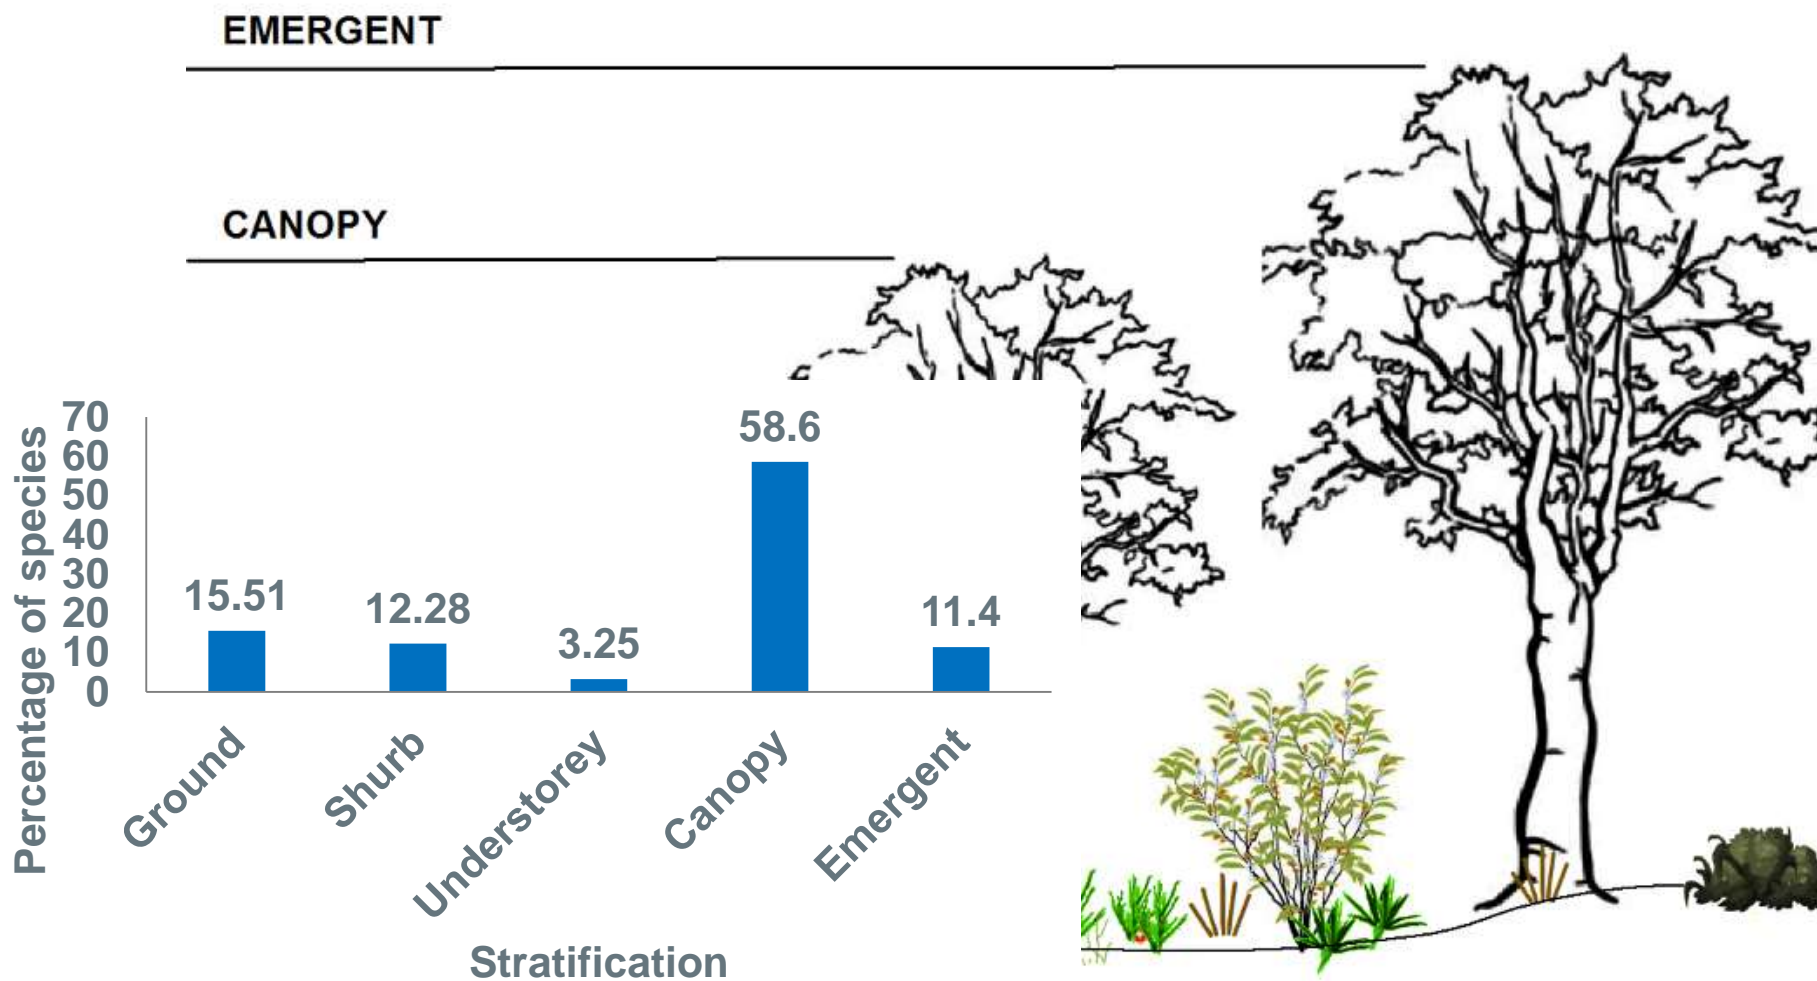 EMERGENT
CANOPY
Percentage of species
70
60
50
40
30
20
10
0
15.51
12.28
3.25
58.6
11.4
Ground
Shurb
Understorey
Canopy
Emergent
Stratification